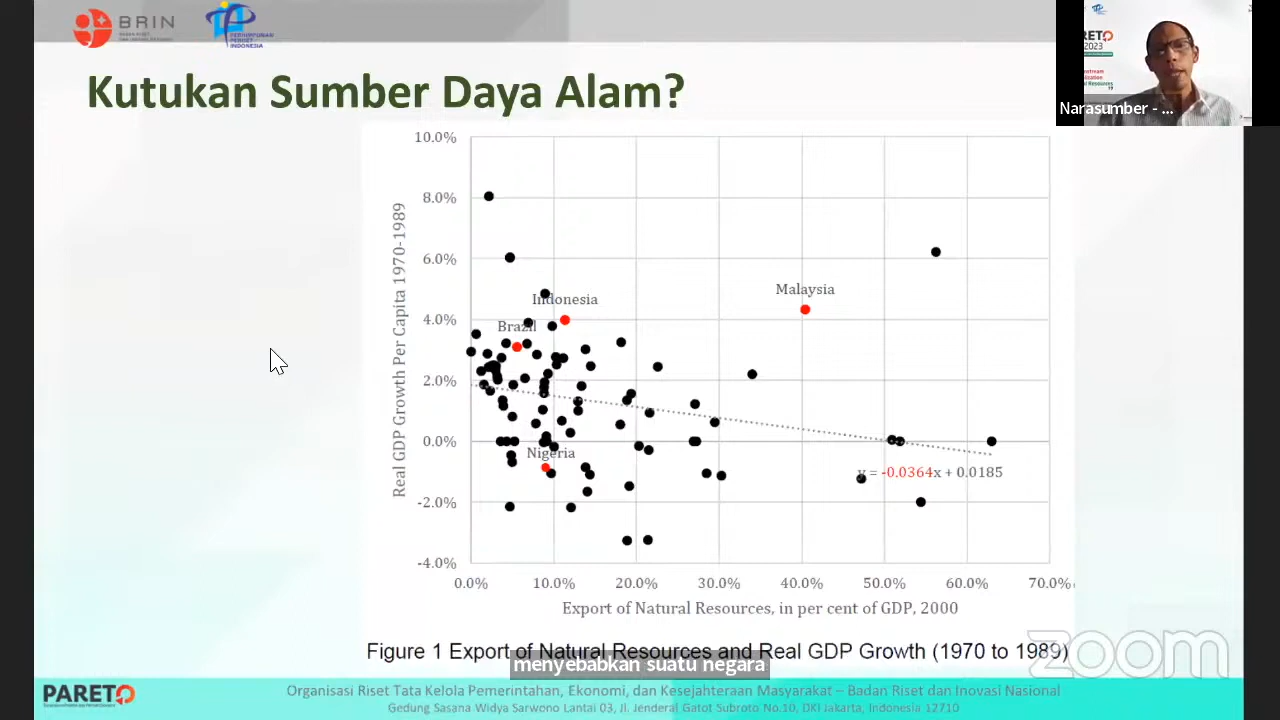 BRIN
PERHIMPUNAN
PERISET
INDONESIA
RETO
2023
Narasumber - ...
Kutukan Sumber Daya Alam?
10.0%
8.0%
6.0%
4.0%
2.0%
0.0%
-2.0%
-4.0%
Real GDP Growth Per Capita 1970-1989
Indonesia
Malaysia
Brazil
Nigeria
y = -0.0364x + 0.0185
0.0% 10.0% 20.0% 30.0% 40.0% 50.0% 60.0% 70.0%
Export of Natural Resources, in per cent of GDP, 2000
Figure 1 Export of Natural Resources and Real GDP Growth (1970 to 1989)
menyebabkan suatu negara
zoom
PARETO
Organisasi Riset Tata Kelola Pemerintahan, Ekonomi, dan Kesejahteraan Masyarakat – Badan Riset dan Inovasi Nasional
Gedung Sasana Widya Sarwono Lantai 03, Jl. Jenderal Gatot Subroto No.10, DKI Jakarta, Indonesia 12710